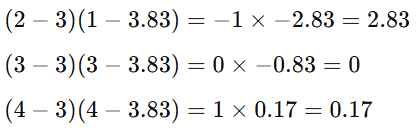 (2 − 3)(1 − 3.83) = −1 × −2.83 = 2.83
(3 − 3)(3 − 3.83) = 0 × −0.83 = 0
(4 − 3)(4 − 3.83) = 1 × 0.17 = 0.17